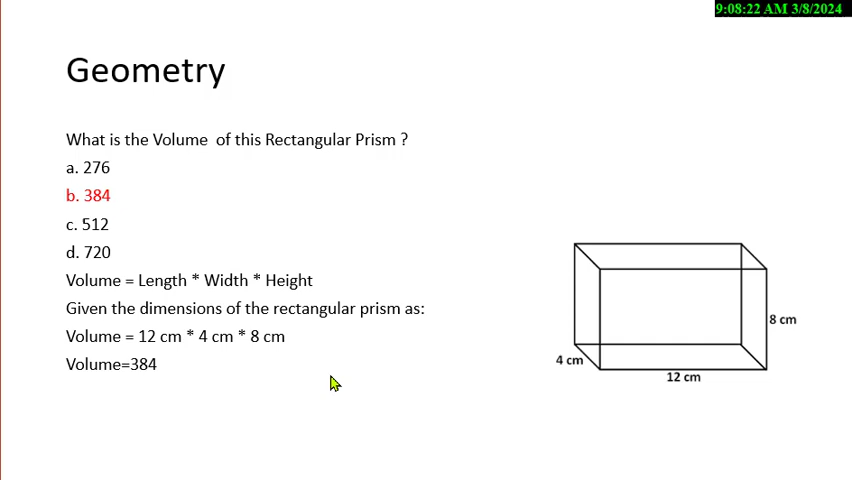 9:08:22 AM 3/8/2024
Geometry
What is the Volume of this Rectangular Prism ?
a. 276
b. 384
c. 512
d. 720
Volume = Length * Width * Height
Given the dimensions of the rectangular prism as:
Volume = 12 cm * 4 cm * 8 cm
Volume=384
8 cm
4 cm
12 cm